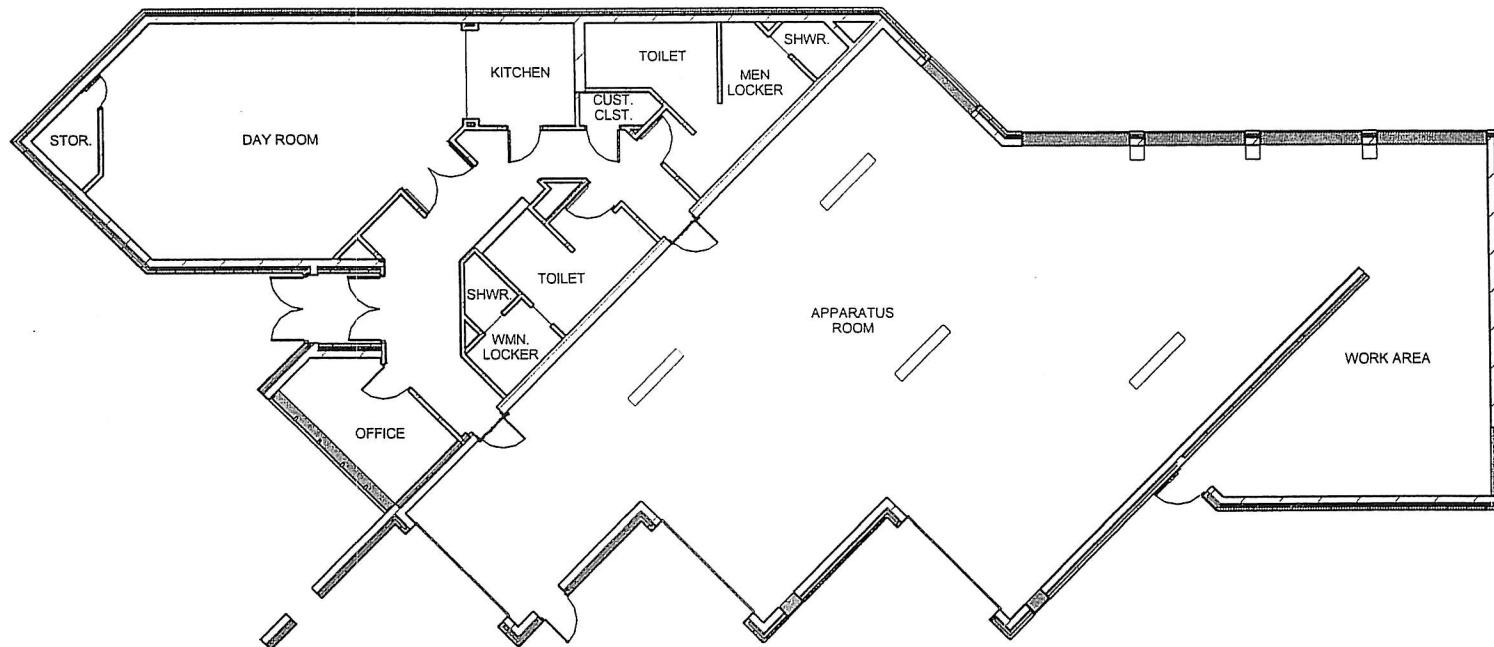 SHWR.
TOILET
KITCHEN
MEN
LOCKER
CUST.
CLST.
STOR.
DAY ROOM
TOILET
SHWR.
WMN.
LOCKER
APPARATUS
ROOM
WORK AREA
OFFICE